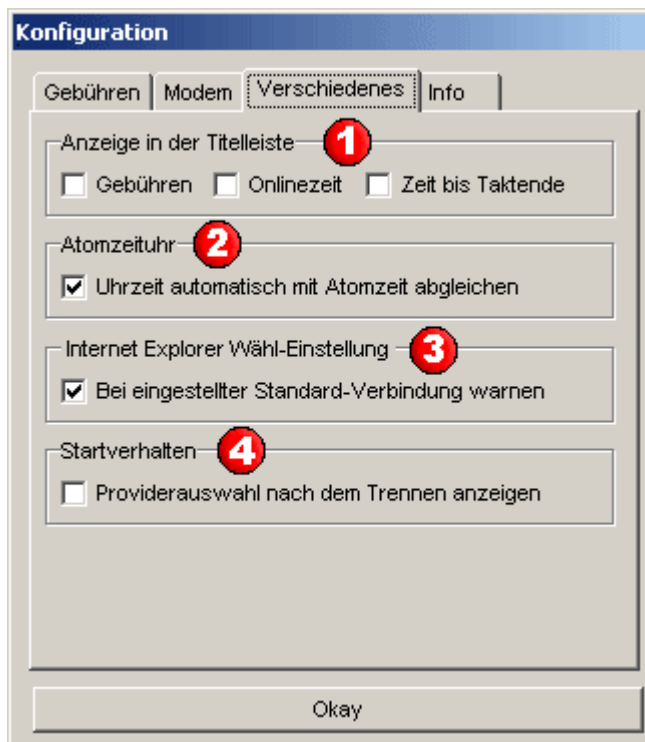 Konfiguration
Gebühren Modem Verschiedenes Info
Anzeige in der Titelleiste 1
Gebühren Onlinezeit Zeit bis Taktende
Atomzeituhr 2
Uhrzeit automatisch mit Atomzeit abgleichen
Internet Explorer Wähl-Einstellung 3
Bei eingestellter Standard-Verbindung warnen
Startverhalten 4
Providerauswahl nach dem Trennen anzeigen
Okay